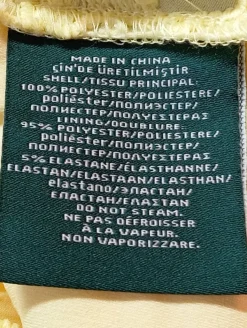 MADE IN CHINA
ÇİN'DE ÜRETİLMİŞTİR
SHELL/TISSU PRINCIPAL:
100% POLYESTER/POLIESTERE/
poliéster/ПОЛИЭСТЕР/
ПОЛИЕСТЕР/ΠΟΛΥΕΣΤΕΡΑΣ
LINING/DOUBLURE:
95% POLYESTER/POLIESTERE/
poliéster/ПОЛИЭСТЕР/
ПОЛИЕСТЕР/ΠΟΛΥΕΣΤΕΡΑΣ
5% ELASTANE/ÉLASTHANNE/
ELASTAN/ELASTAAN/ELASTHAN/
elastano/ЭЛАСТАН/
ЕЛАСТАН/ΕΛΑΣΤΑΝ
DO NOT STEAM.
NE PAS DÉFROISSER
À LA VAPEUR.
NON VAPORIZZARE.